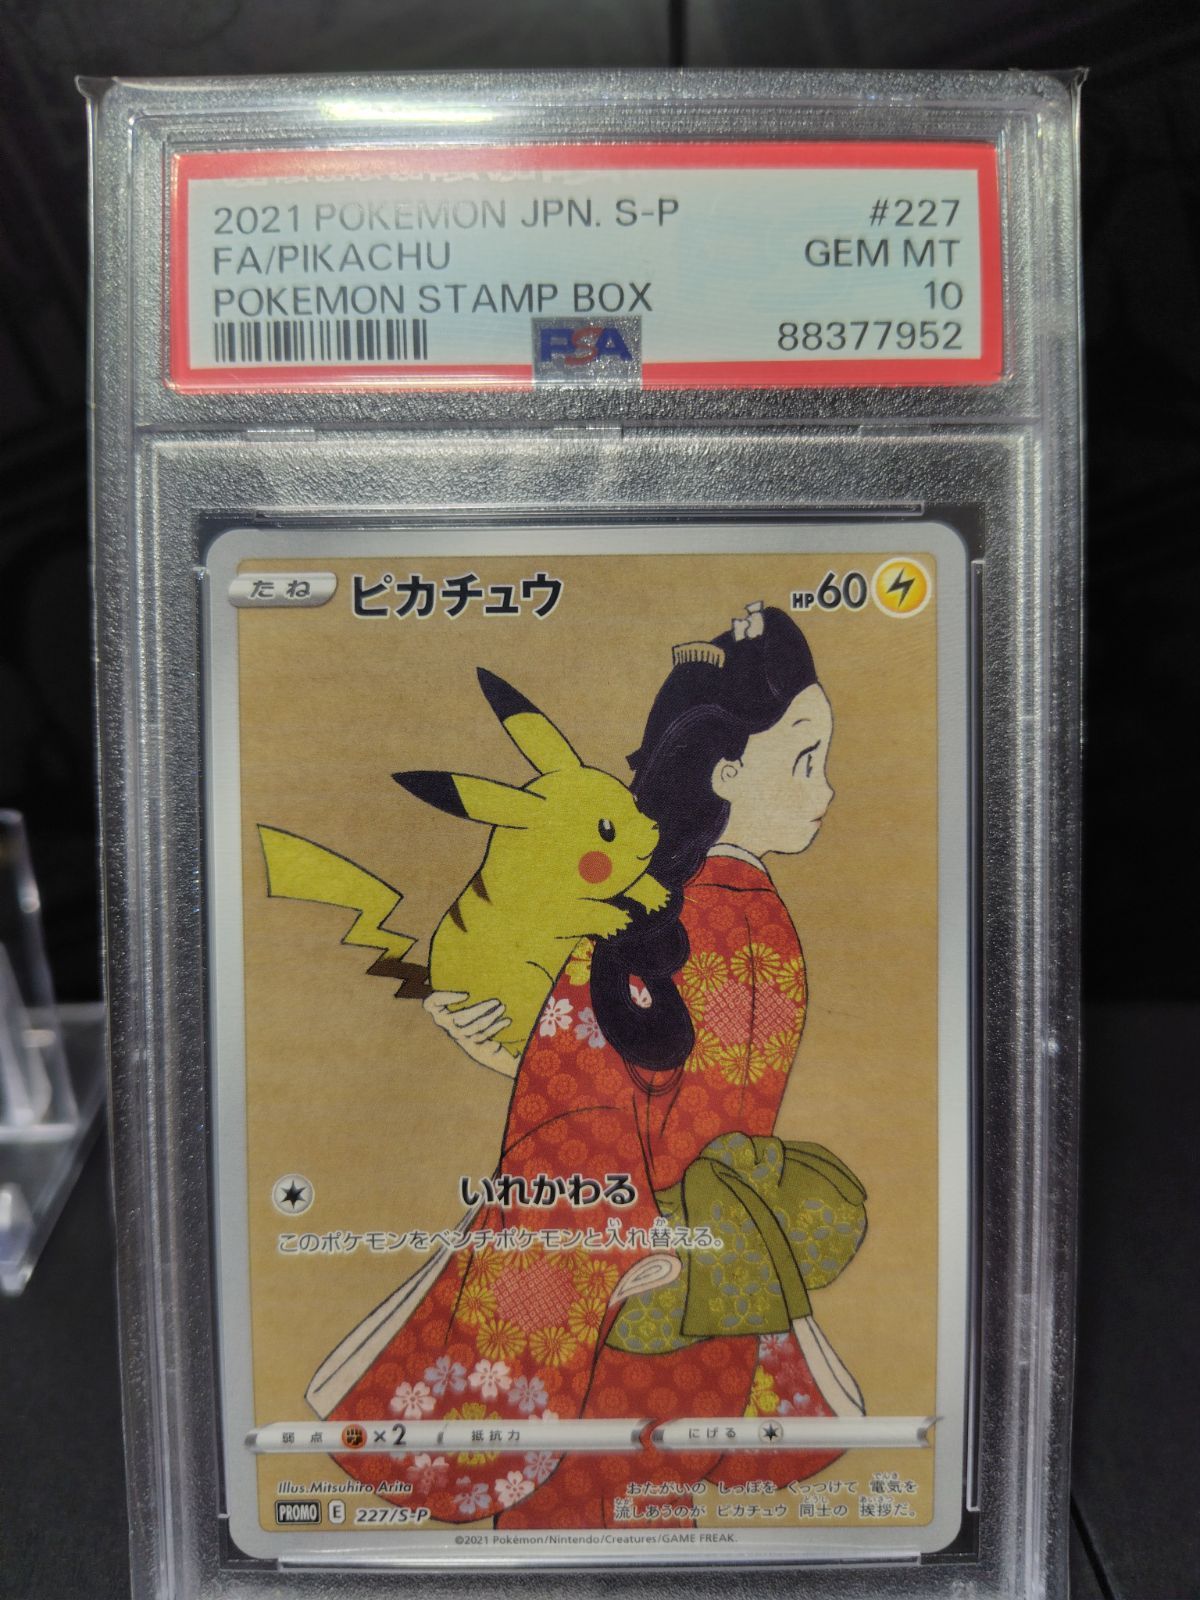 2021 POKEMON JPN. S-P #227
FA/PIKACHU GEM MT
POKEMON STAMP BOX 10
PSA 88377952
たね ピカチュウ HP60
いれかわる
このポケモンをベンチポケモンと入れ替える。
弱点 ×2 抵抗力 にげる
Illus.Mitsuhiro Arita
おたがいの しっぽを くっつけて 電気を
PROMO E 227/S-P
流しあうのが ピカチュウ 同士の 挨拶だ。
©2021 Pokémon/Nintendo/Creatures/GAME FREAK.